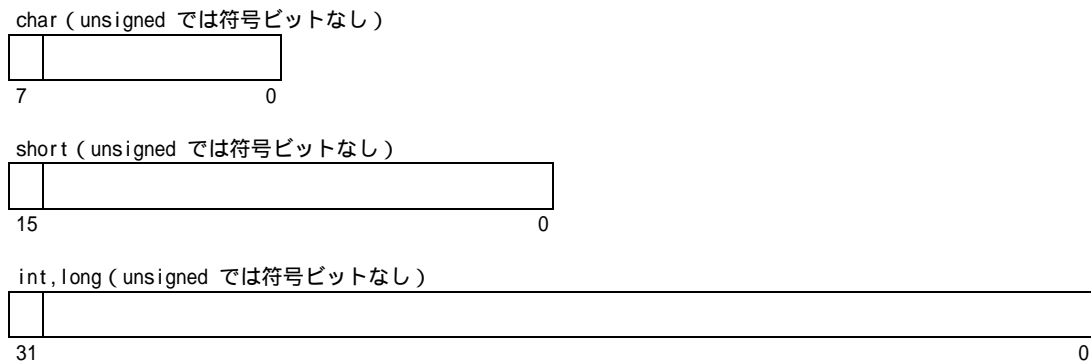 char(unsigned では符号ビットなし)
7 0
short(unsigned では符号ビットなし)
15 0
int,long(unsigned では符号ビットなし)
31 0